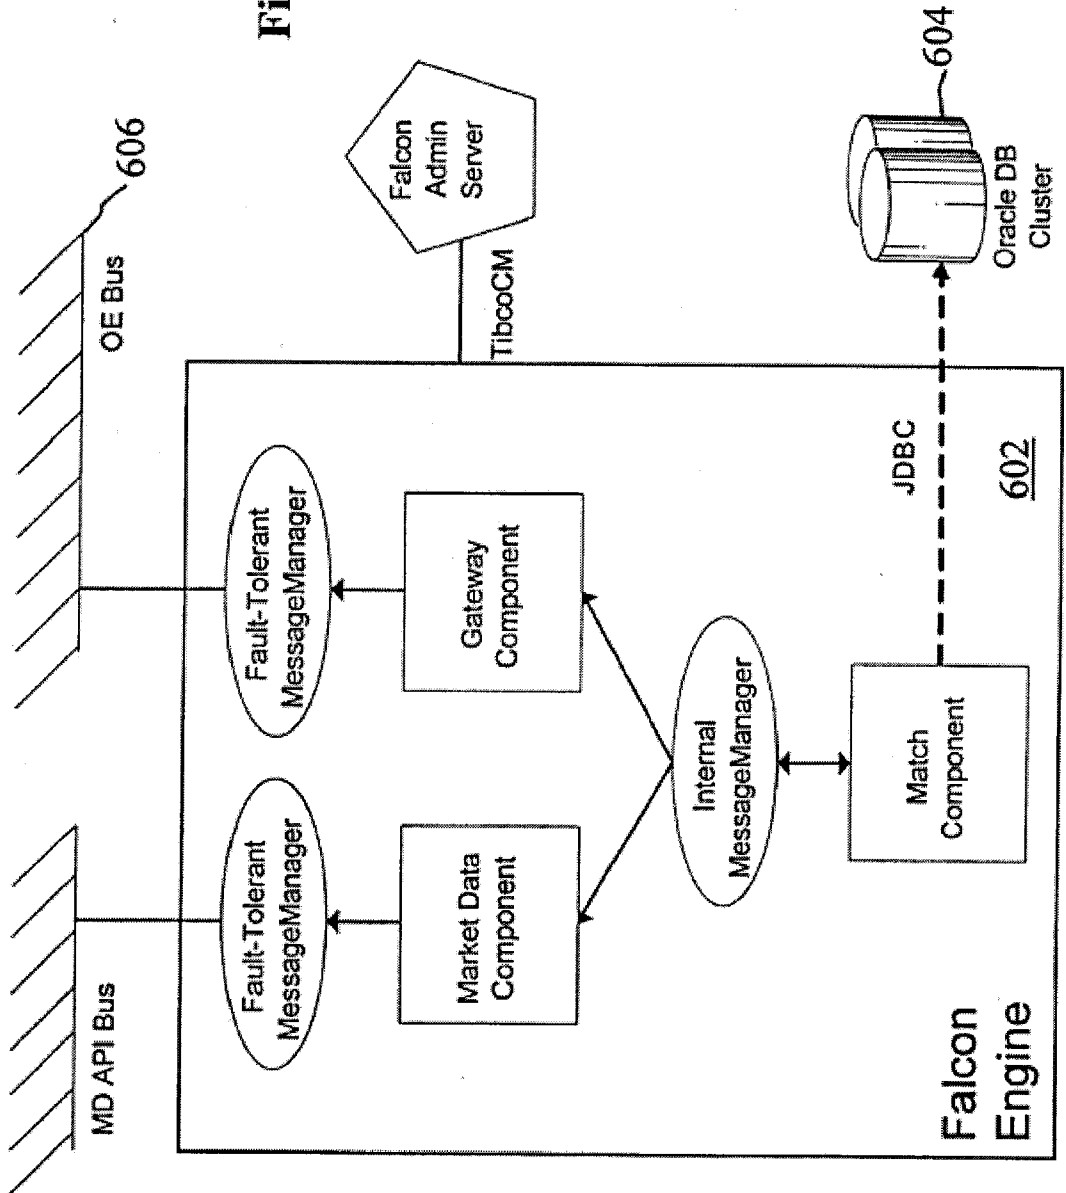 606
MD API Bus
OE Bus
Fi
Fault-Tolerant
MessageManager
Fault-Tolerant
MessageManager
Falcon
Admin
Server
Market Data
Component
Gateway
Component
TibcoCM
Internal
MessageManager
Match
Component
JDBC
604
Oracle DB
Cluster
Falcon
Engine
602